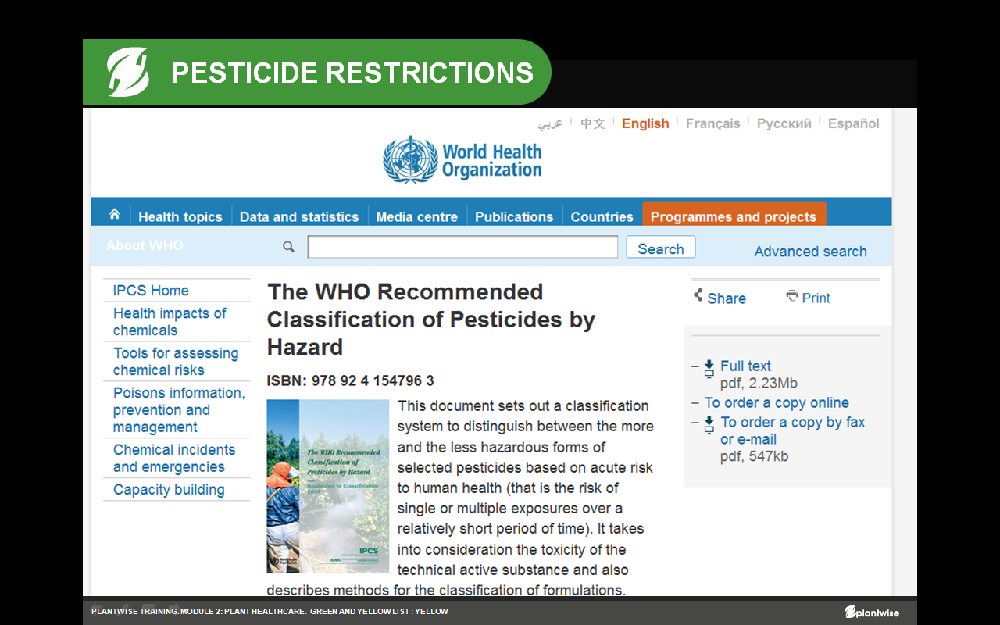 PESTICIDE RESTRICTIONS
عربي 中文 English Français Русский Español
World Health
Organization
Health topics Data and statistics Media centre Publications Countries Programmes and projects
About WHO Search Advanced search
IPCS Home
Health impacts of
chemicals
Tools for assessing
chemical risks
Poisons information,
prevention and
management
Chemical incidents
and emergencies
Capacity building
The WHO Recommended
Classification of Pesticides by
Hazard
ISBN: 978 92 4 154796 3
The WHO Recommended
Classification of
Pesticides by Hazard
Guidelines to Classification
IPCS
This document sets out a classification
system to distinguish between the more
and the less hazardous forms of
selected pesticides based on acute risk
to human health (that is the risk of
single or multiple exposures over a
relatively short period of time). It takes
into consideration the toxicity of the
technical active substance and also
describes methods for the classification of formulations.
Share Print
– Full text
pdf, 2.23Mb
– To order a copy online
– To order a copy by fax
or e-mail
pdf, 547kb
PLANTWISE TRAINING. MODULE 2: PLANT HEALTHCARE. GREEN AND YELLOW LIST : YELLOW
plantwise